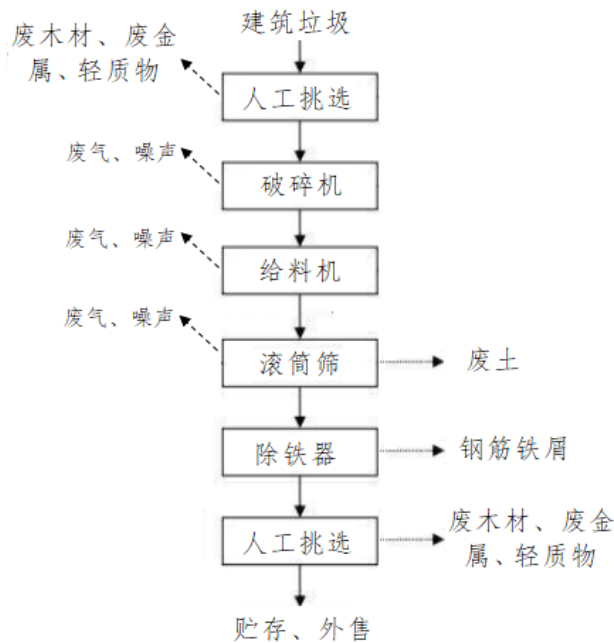 建筑垃圾
废木材、废金
属、轻质物
人工挑选
废气、噪声
破碎机
废气、噪声
给料机
废气、噪声
滚筒筛
废土
除铁器
钢筋铁屑
人工挑选
废木材、废金
属、轻质物
贮存、外售